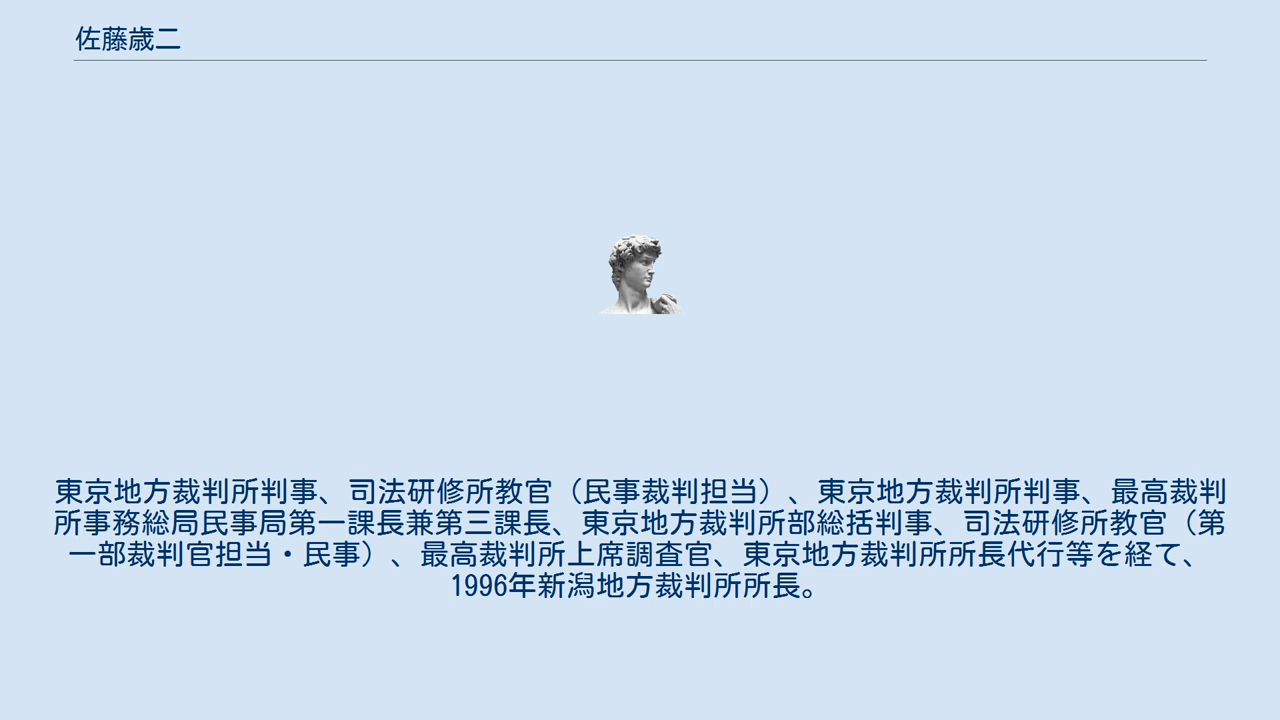 佐藤歳二
東京地方裁判所判事、司法研修所教官（民事裁判担当）、東京地方裁判所判事、最高裁判
所事務総局民事局第一課長兼第三課長、東京地方裁判所部総括判事、司法研修所教官（第
一部裁判官担当・民事）、最高裁判所上席調査官、東京地方裁判所所長代行等を経て、
1996年新潟地方裁判所所長。